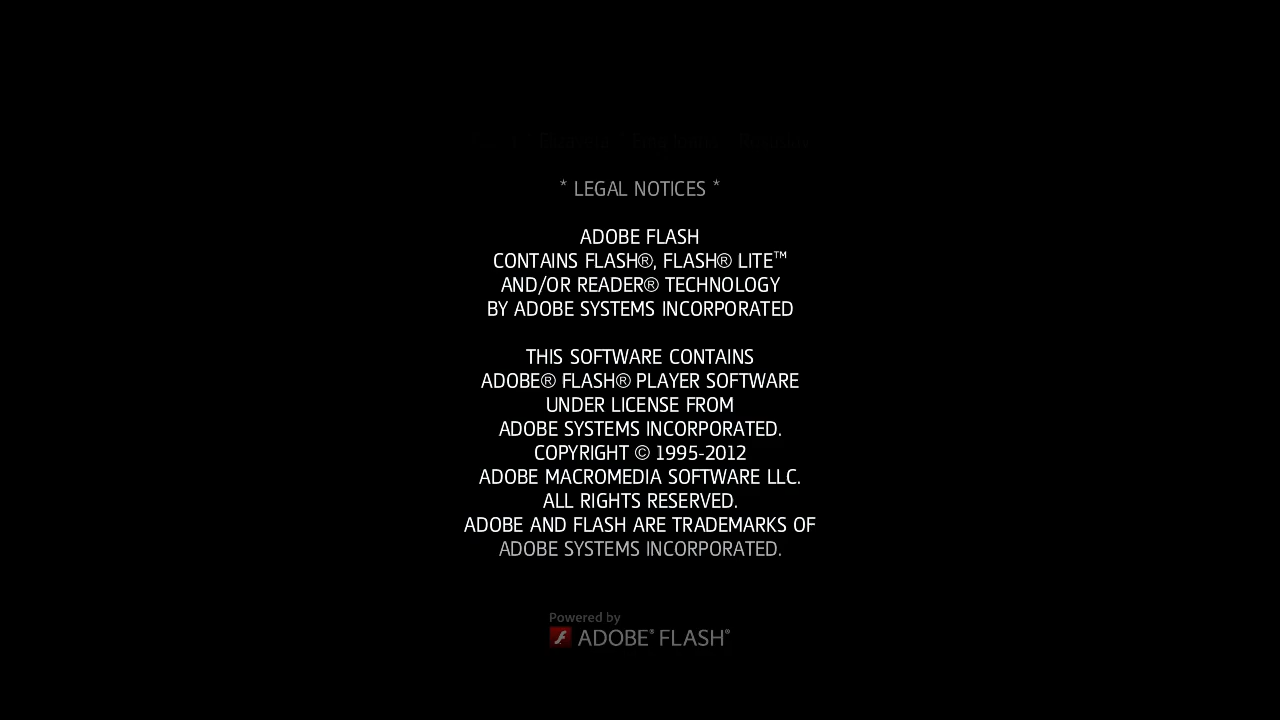 * LEGAL NOTICES *
ADOBE FLASH
CONTAINS FLASH®, FLASH® LITE™
AND/OR READER® TECHNOLOGY
BY ADOBE SYSTEMS INCORPORATED
THIS SOFTWARE CONTAINS
ADOBE® FLASH® PLAYER SOFTWARE
UNDER LICENSE FROM
ADOBE SYSTEMS INCORPORATED.
COPYRIGHT © 1995-2012
ADOBE MACROMEDIA SOFTWARE LLC.
ALL RIGHTS RESERVED.
ADOBE AND FLASH ARE TRADEMARKS OF
ADOBE SYSTEMS INCORPORATED.
Powered by
ADOBE® FLASH®